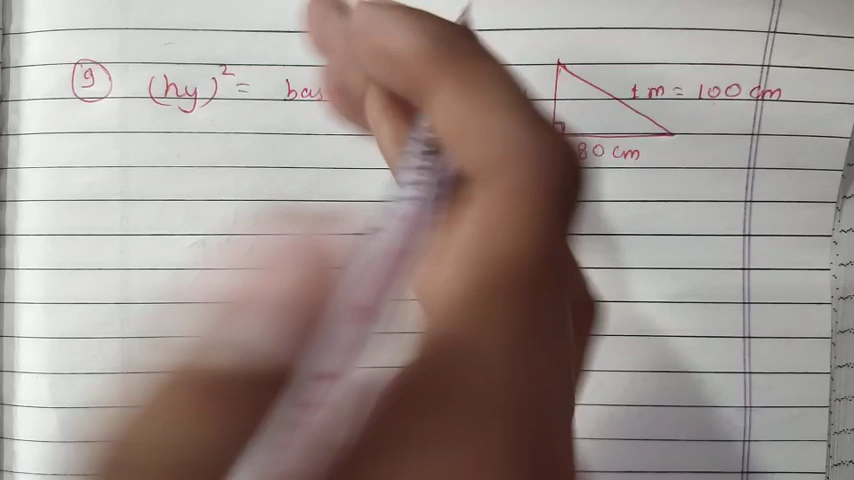 9 (hy)² = bas 1 m = 100 cm
80 cm